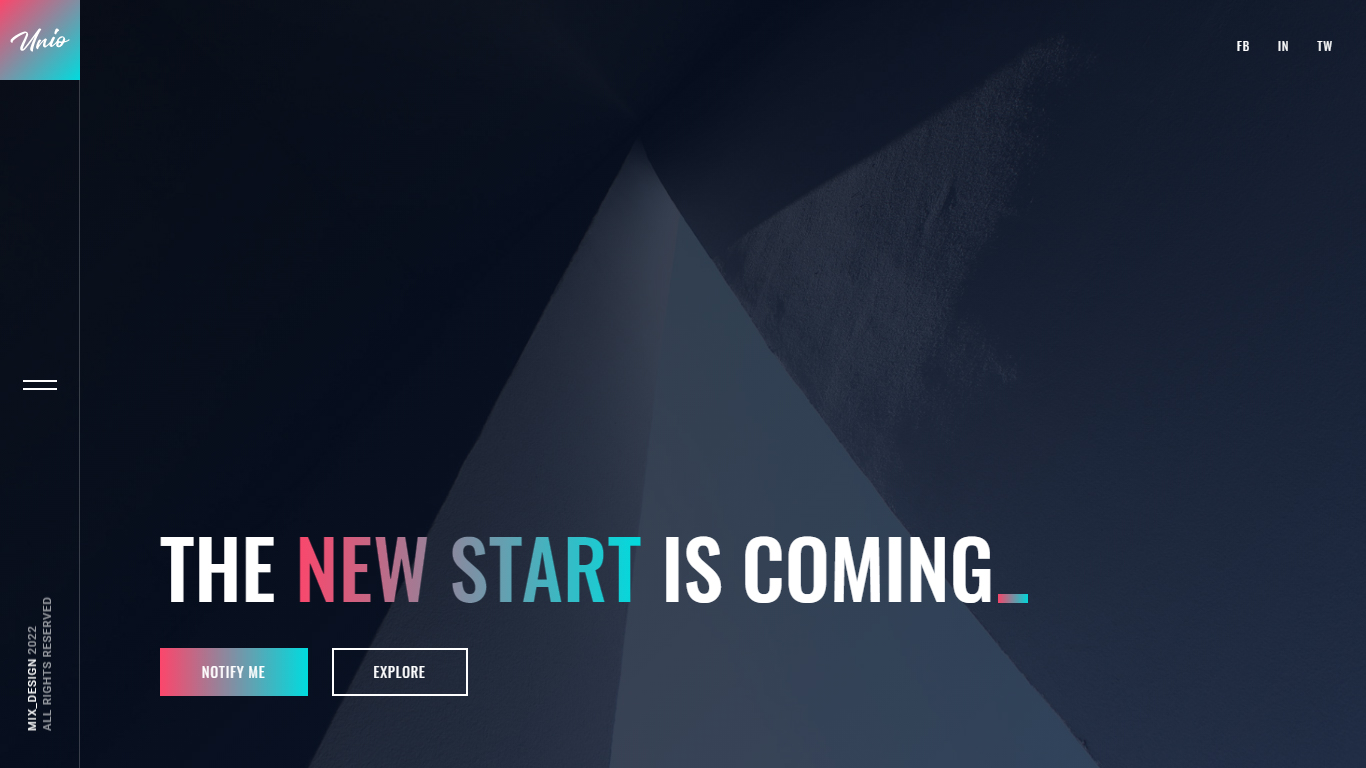 Unio
FB IN TW
THE NEW START IS COMING_
NOTIFY ME
EXPLORE
MIX_DESIGN 2022
ALL RIGHTS RESERVED